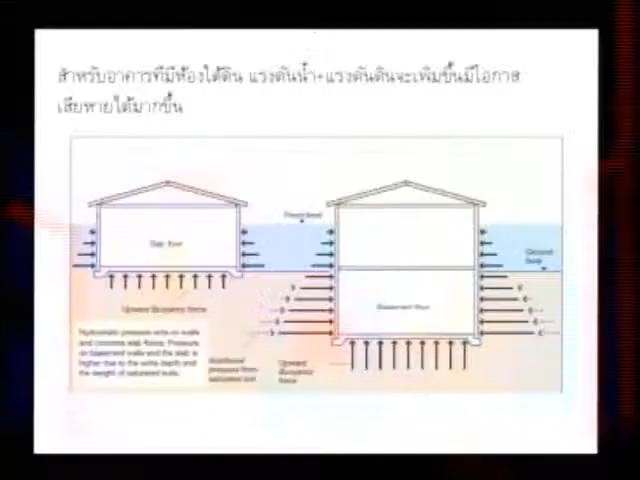 สำหรับอาคารที่มีห้องใต้ดิน แรงดันน้ำ+แรงดันดินจะเพิ่มขึ้นมีโอกาส
เสียหายได้มากขึ้น
Flood level
Slab floor
Ground level
Upward Buoyancy force
Basement floor
Hydrostatic pressure acts on walls
and concrete slab floors. Pressure
on basement walls and the slab is
higher due to the extra depth and
the weight of saturated soils.
Additional
pressure from
saturated soil
Upward
Buoyancy
force